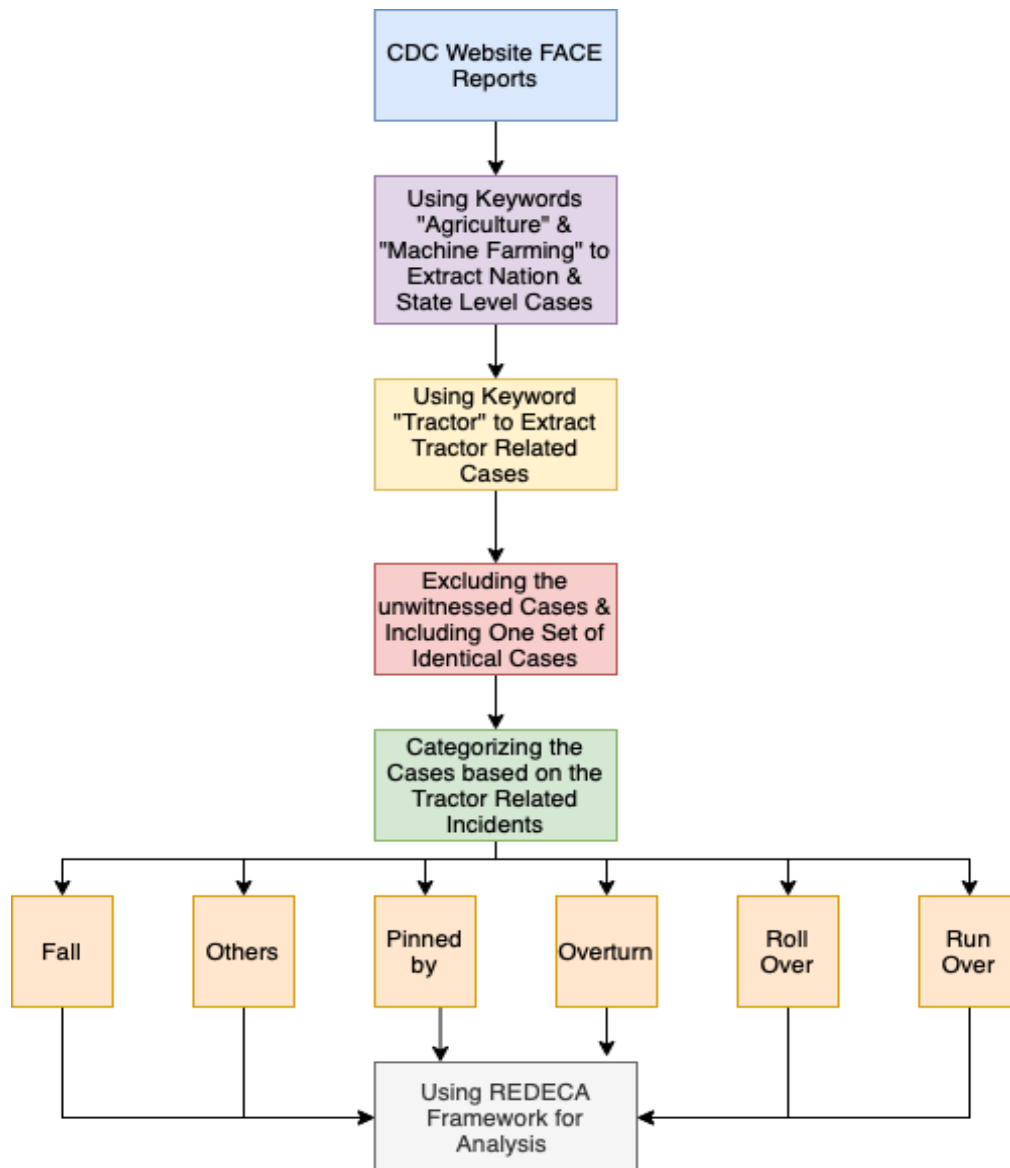 CDC Website FACE
Reports
Using Keywords
"Agriculture" &
"Machine Farming" to
Extract Nation &
State Level Cases
Using Keyword
"Tractor" to Extract
Tractor Related
Cases
Excluding the
unwitnessed Cases &
Including One Set of
Identical Cases
Categorizing the
Cases based on the
Tractor Related
Incidents
Fall
Others
Pinned
by
Overturn
Roll
Over
Run
Over
Using REDECA
Framework for
Analysis